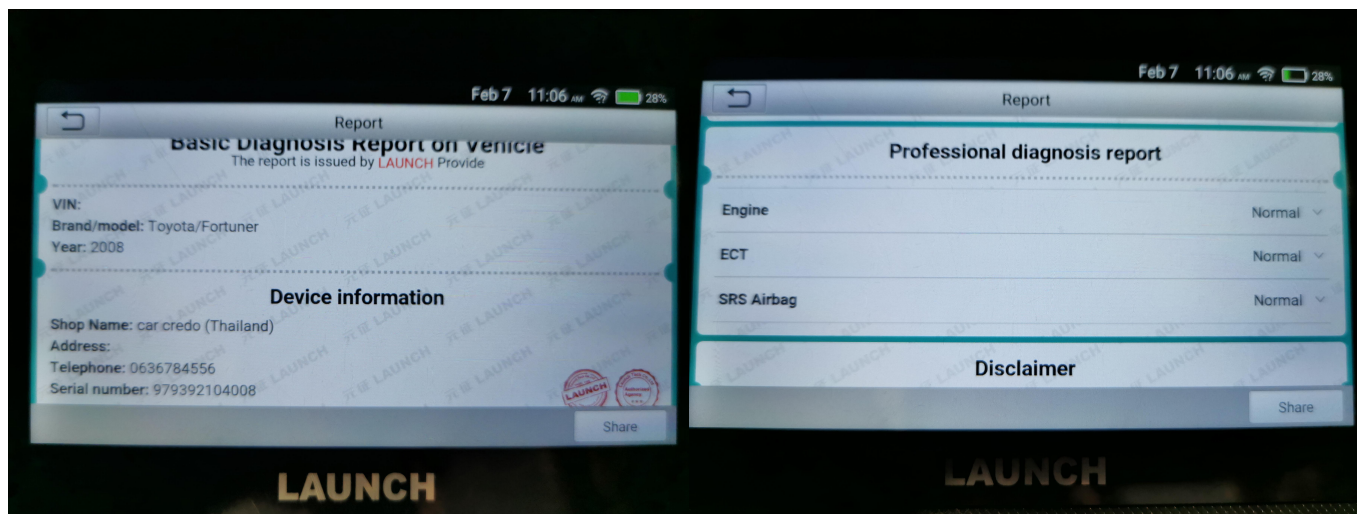 Feb 7 11:06 AM 28%
Report
Basic Diagnosis Report on Vehicle
The report is issued by LAUNCH Provide
VIN:
Brand/model: Toyota/Fortuner
Year: 2008
Device information
Shop Name: car credo (Thailand)
Address:
Telephone: 0636784556
Serial number: 979392104008
LAUNCH
Share
LAUNCH
Feb 7 11:06 AM 28%
Report
Professional diagnosis report
Engine Normal
ECT Normal
SRS Airbag Normal
Disclaimer
Share
LAUNCH